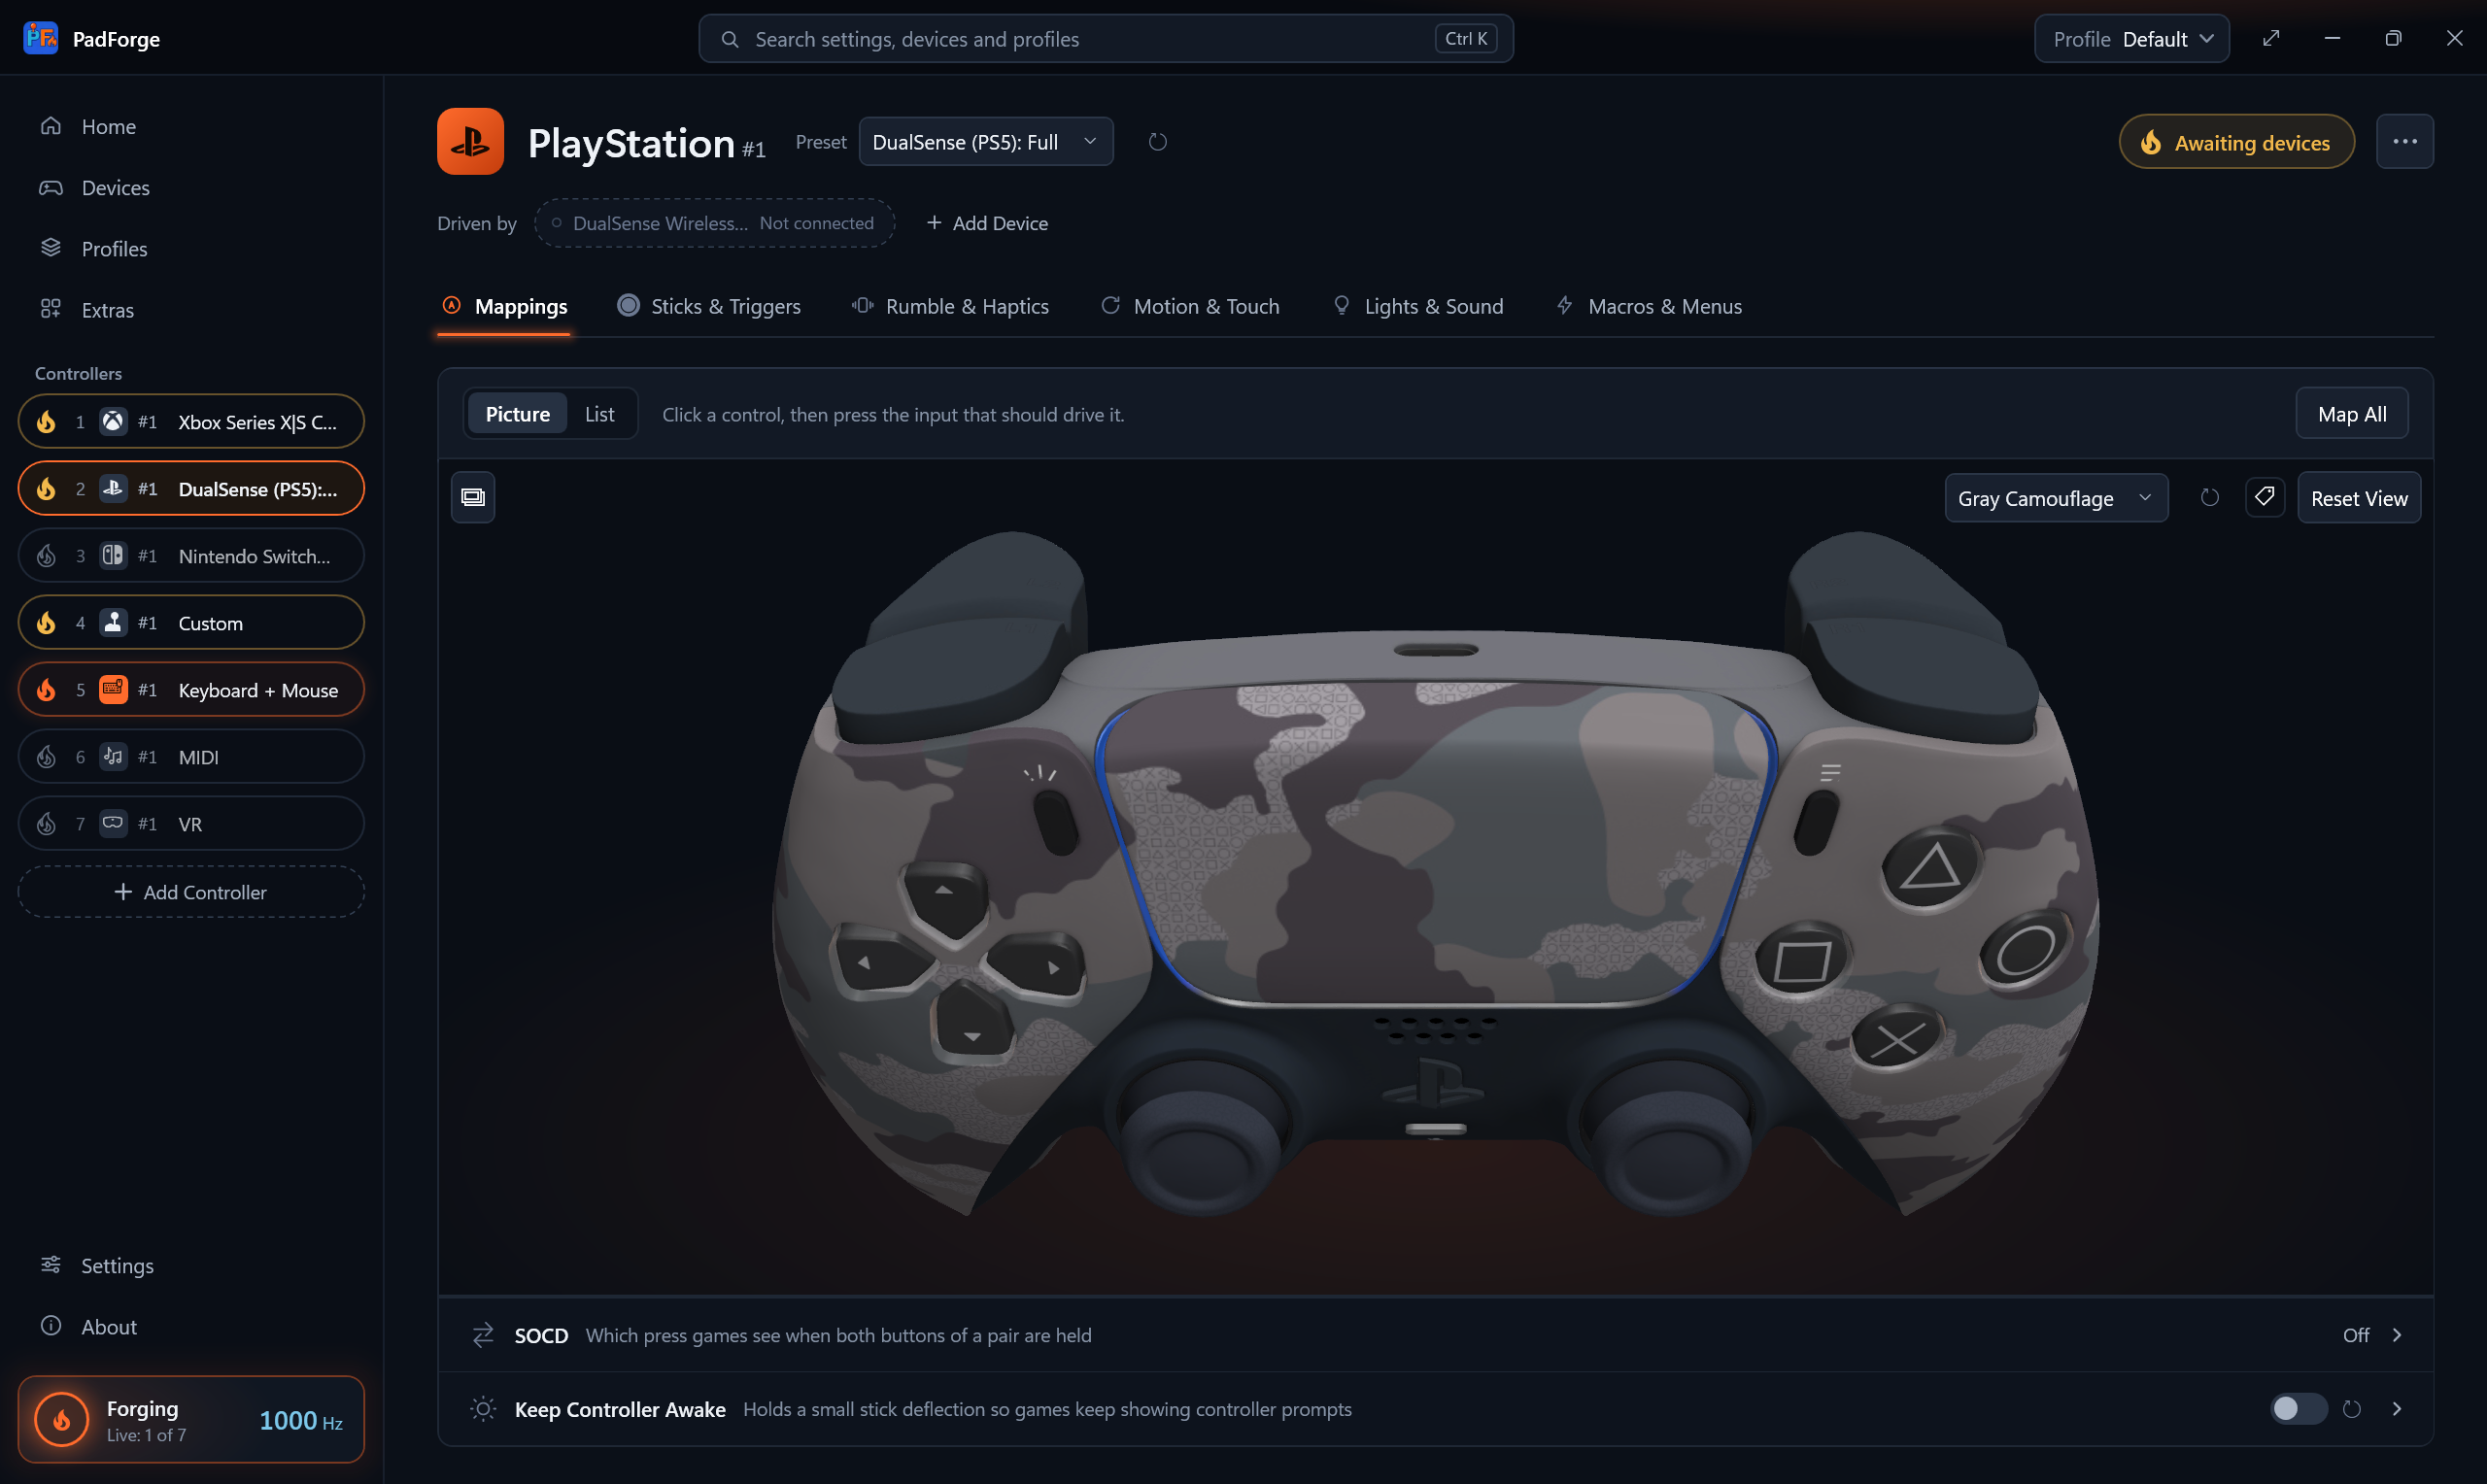 PadForge
Search settings, devices and profiles
Ctrl K
Profile Default
Home
Devices
Profiles
Extras
Controllers
1 #1 Xbox Series X|S C...
2 #1 DualSense (PS5):...
3 #1 Nintendo Switch...
4 #1 Custom
5 #1 Keyboard + Mouse
6 #1 MIDI
7 #1 VR
+ Add Controller
Settings
About
Forging
Live: 1 of 7
1000 Hz
PlayStation #1
Preset
DualSense (PS5): Full
Awaiting devices
Driven by
DualSense Wireless... Not connected
+ Add Device
Mappings
Sticks & Triggers
Rumble & Haptics
Motion & Touch
Lights & Sound
Macros & Menus
Picture
List
Click a control, then press the input that should drive it.
Map All
Gray Camouflage
Reset View
SOCD Which press games see when both buttons of a pair are held
Off
Keep Controller Awake Holds a small stick deflection so games keep showing controller prompts